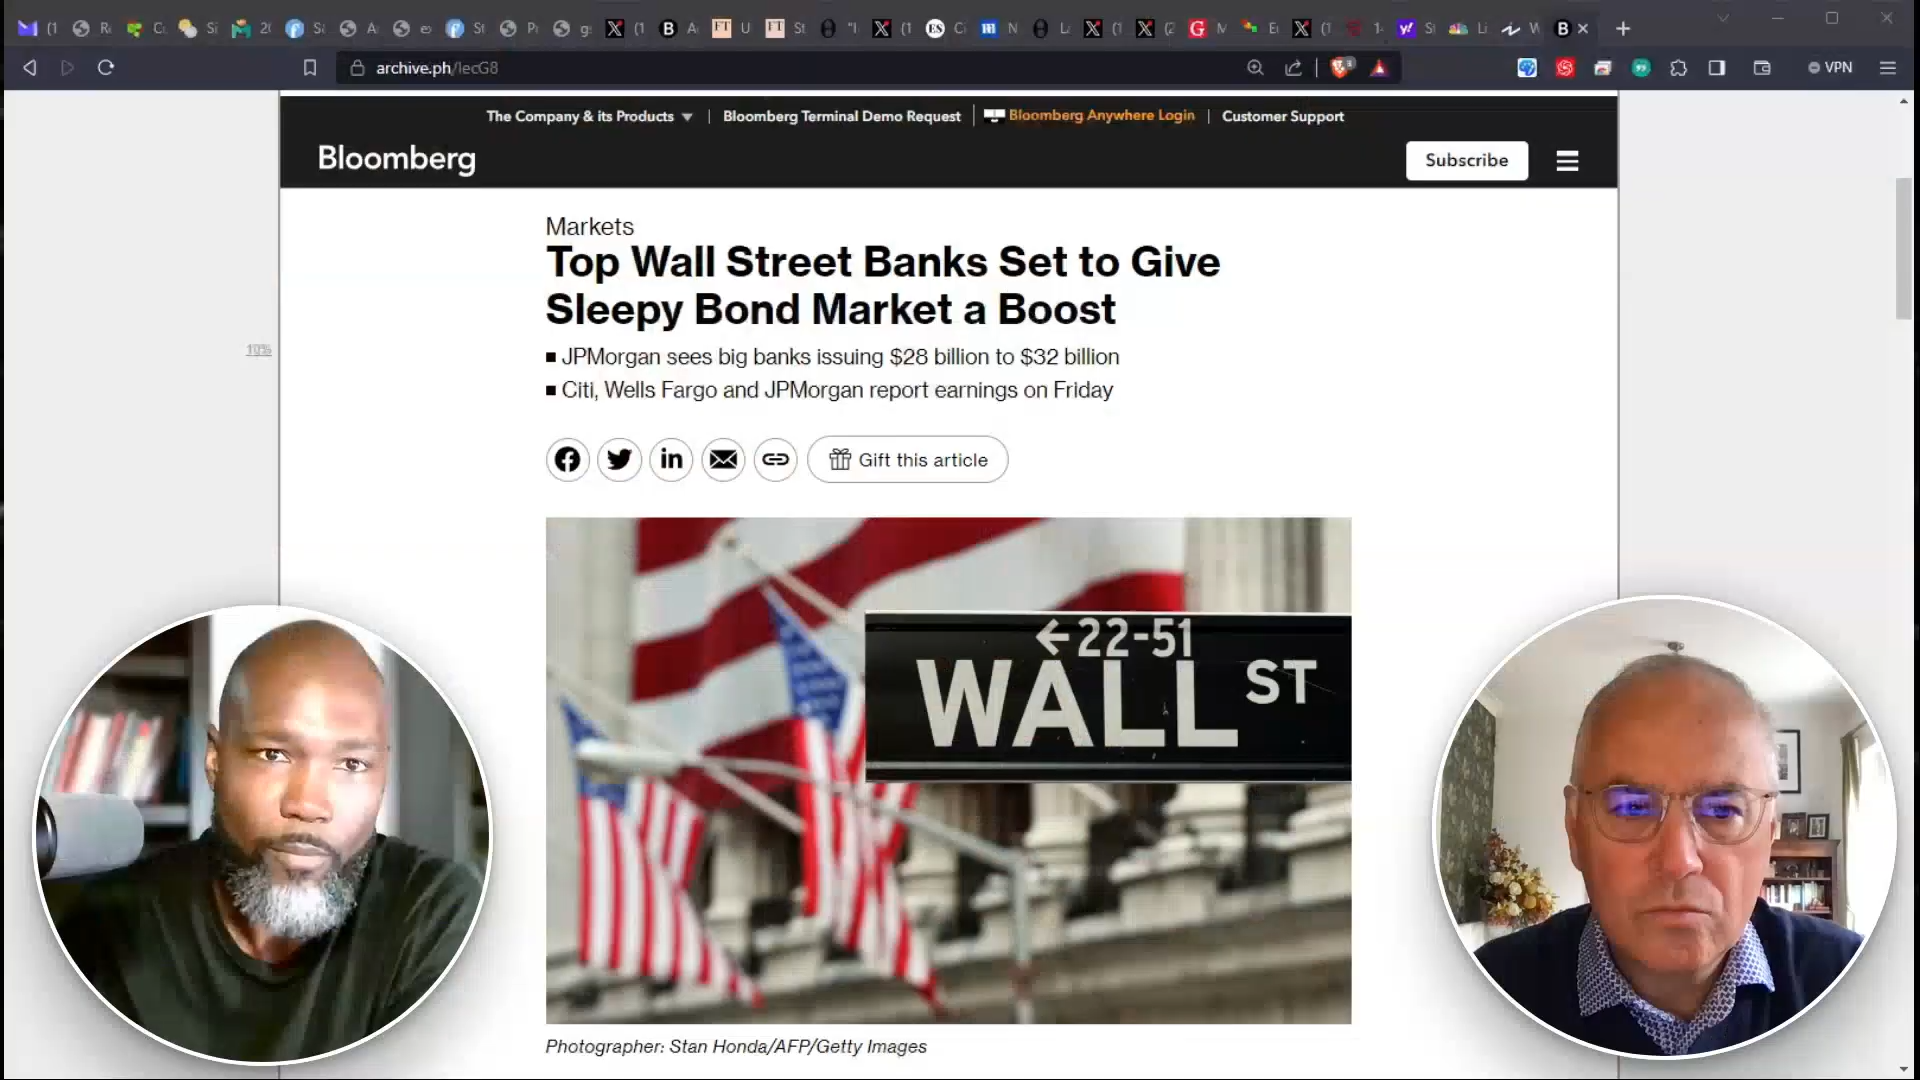 archive.ph/lecG8
VPN
The Company & its Products
Bloomberg Terminal Demo Request
Bloomberg Anywhere Login
Customer Support
Bloomberg
Subscribe
Markets
Top Wall Street Banks Set to Give
Sleepy Bond Market a Boost
10%
JPMorgan sees big banks issuing $28 billion to $32 billion
Citi, Wells Fargo and JPMorgan report earnings on Friday
Gift this article
←22-51
WALL ST
Photographer: Stan Honda/AFP/Getty Images